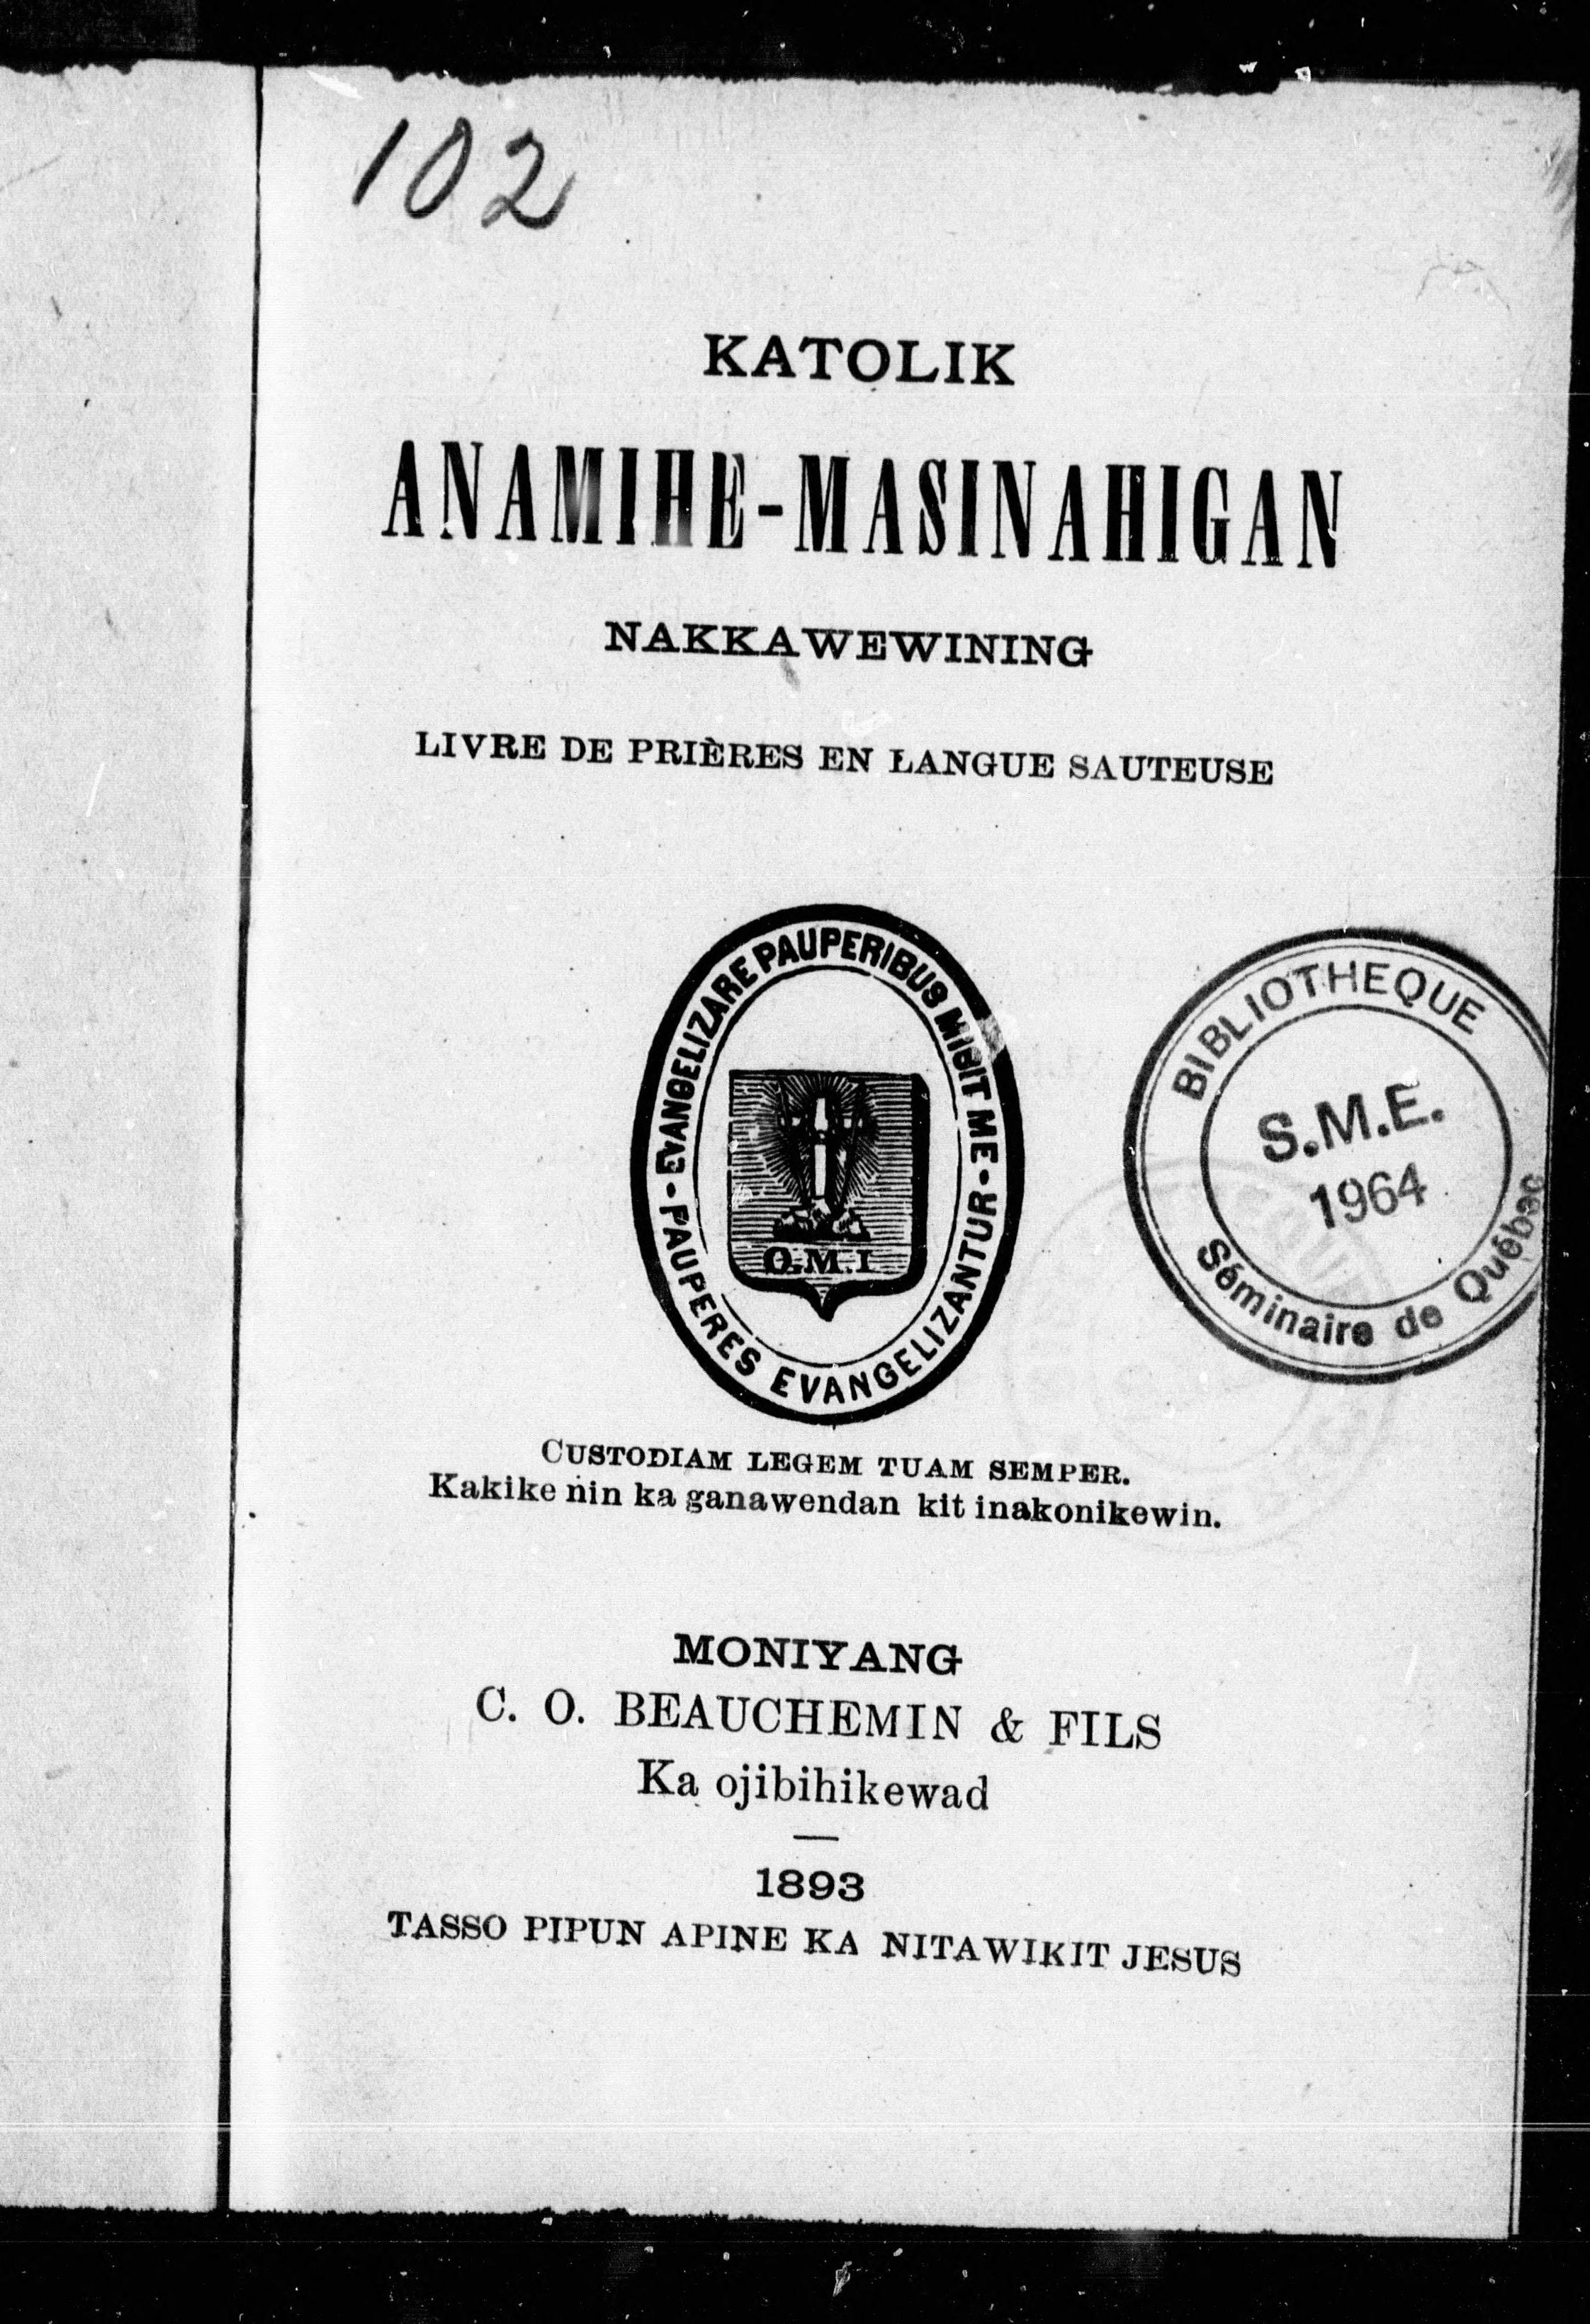 102
KATOLIK
ANAMIHE-MASINAHIGAN
NAKKAWEWINING
LIVRE DE PRIÈRES EN LANGUE SAUTEUSE
EVANGELIZARE PAUPERIBUS MISIT ME •
PAUPERES EVANGELIZANTUR •
O.M.I
BIBLIOTHEQUE
S.M.E.
1964
Séminaire de Québec
CUSTODIAM LEGEM TUAM SEMPER.
Kakike nin ka ganawendan kit inakonikewin.
MONIYANG
C. O. BEAUCHEMIN & FILS
Ka ojibihikewad
1893
TASSO PIPUN APINE KA NITAWIKIT JESUS